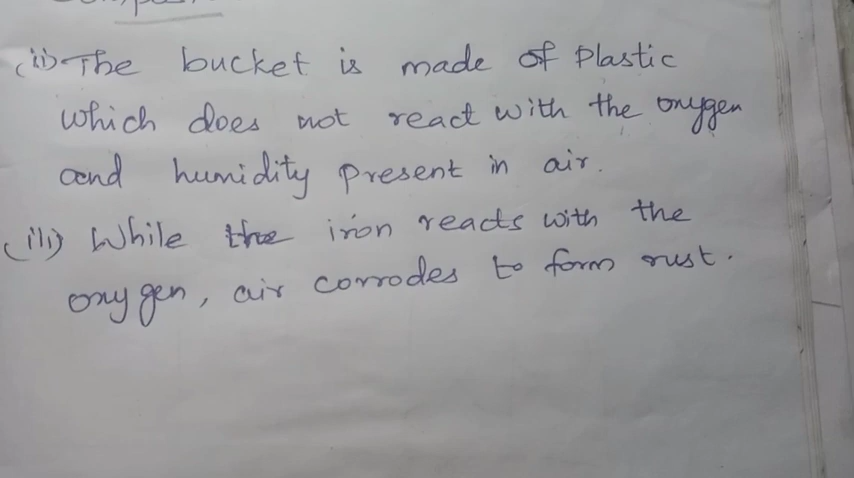 (ii) The bucket is made of Plastic
which does not react with the oxygen
and humidity present in air.
(iii) While the iron reacts with the
oxygen, air corrodes to form rust.